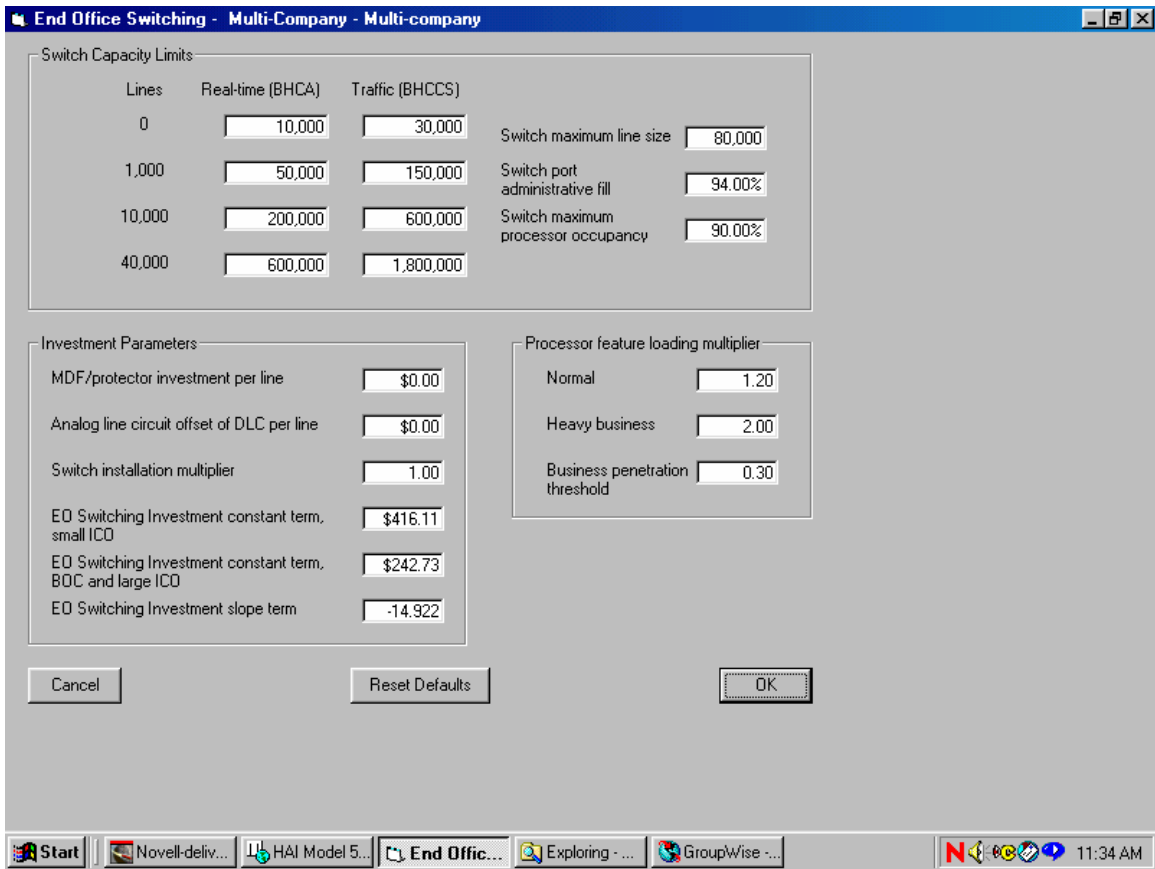 End Office Switching - Multi-Company - Multi-company
Switch Capacity Limits
Lines Real-time (BHCA) Traffic (BHCCS)
0 10,000 30,000
1,000 50,000 150,000
10,000 200,000 600,000
40,000 600,000 1,800,000
Switch maximum line size 80,000
Switch port
administrative fill 94.00%
Switch maximum
processor occupancy 90.00%
Investment Parameters
MDF/protector investment per line $0.00
Analog line circuit offset of DLC per line $0.00
Switch installation multiplier 1.00
EO Switching Investment constant term,
small ICO $416.11
EO Switching Investment constant term,
BOC and large ICO $242.73
EO Switching Investment slope term -14.922
Processor feature loading multiplier
Normal 1.20
Heavy business 2.00
Business penetration
threshold 0.30
Cancel Reset Defaults OK
Start Novell-deliv... HAI Model 5... End Offic... Exploring - ... GroupWise -... N 11:34 AM